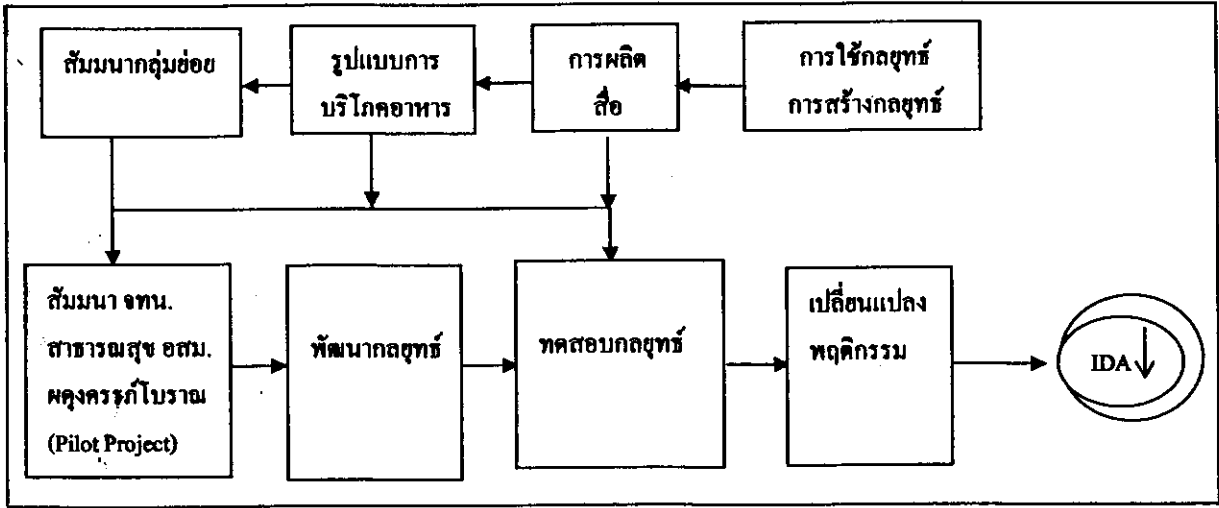 สัมมนากลุ่มย่อย
รูปแบบการ
บริโภคอาหาร
การผลิต
สื่อ
การใช้กลยุทธ์
การสร้างกลยุทธ์
สัมมนา จทน.
สาธารณสุข อสม.
ผดุงครรภ์โบราณ
(Pilot Project)
พัฒนากลยุทธ์
ทดสอบกลยุทธ์
เปลี่ยนแปลง
พฤติกรรม
IDA